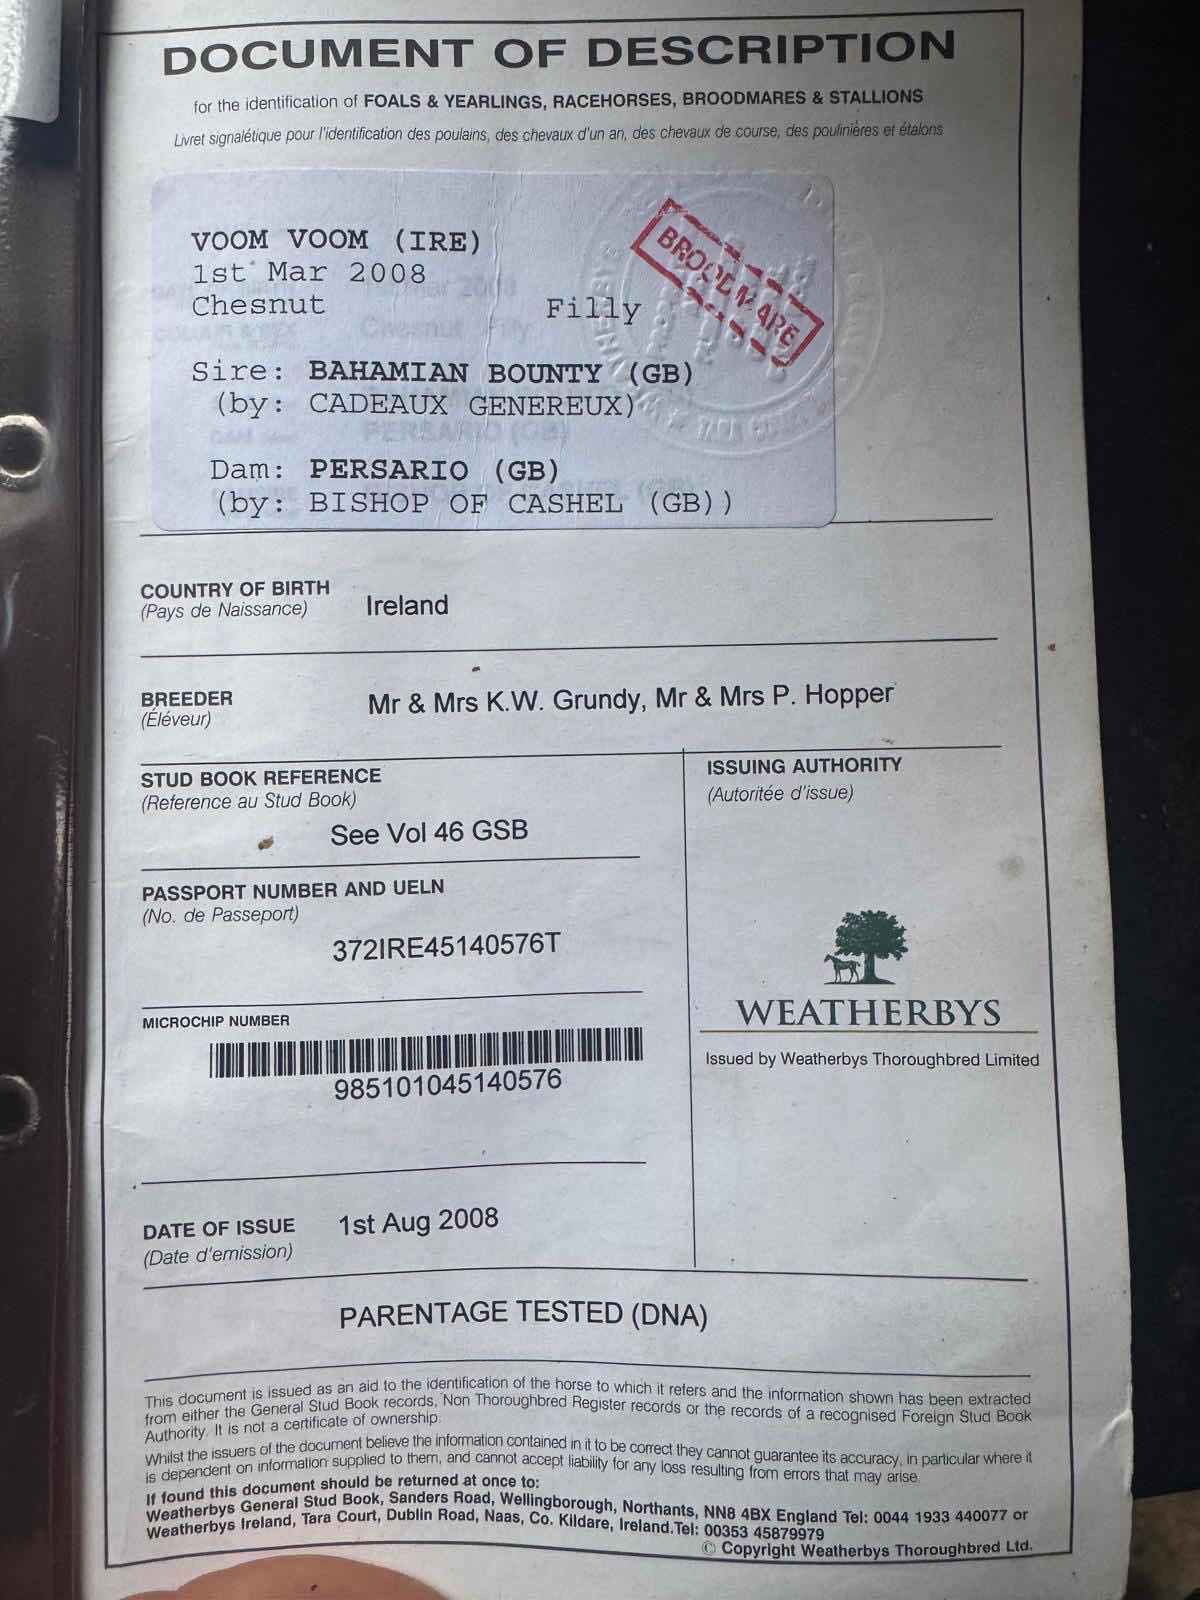 DOCUMENT OF DESCRIPTION
for the identification of FOALS & YEARLINGS, RACEHORSES, BROODMARES & STALLIONS
Livret signalétique pour l'identification des poulains, des chevaux d'un an, des chevaux de course, des poulinières et étalons
VOOM VOOM (IRE)
1st Mar 2008
Chesnut Filly
BROODMARE
Sire: BAHAMIAN BOUNTY (GB)
(by: CADEAUX GENEREUX)
Dam: PERSARIO (GB)
(by: BISHOP OF CASHEL (GB))
COUNTRY OF BIRTH
(Pays de Naissance)
Ireland
BREEDER
(Éléveur)
Mr & Mrs K.W. Grundy, Mr & Mrs P. Hopper
STUD BOOK REFERENCE
(Reference au Stud Book)
See Vol 46 GSB
PASSPORT NUMBER AND UELN
(No. de Passeport)
372IRE45140576T
MICROCHIP NUMBER
985101045140576
DATE OF ISSUE
(Date d'emission)
1st Aug 2008
ISSUING AUTHORITY
(Autoritée d'issue)
WEATHERBYS
Issued by Weatherbys Thoroughbred Limited
PARENTAGE TESTED (DNA)
This document is issued as an aid to the identification of the horse to which it refers and the information shown has been extracted
from either the General Stud Book records, Non Thoroughbred Register records or the records of a recognised Foreign Stud Book
Authority. It is not a certificate of ownership.
Whilst the issuers of the document believe the information contained in it to be correct they cannot guarantee its accuracy, in particular where it
is dependent on information supplied to them, and cannot accept liability for any loss resulting from errors that may arise.
If found this document should be returned at once to:
Weatherbys General Stud Book, Sanders Road, Wellingborough, Northants, NN8 4BX England Tel: 0044 1933 440077 or
Weatherbys Ireland, Tara Court, Dublin Road, Naas, Co. Kildare, Ireland.Tel: 00353 45879979
© Copyright Weatherbys Thoroughbred Ltd.